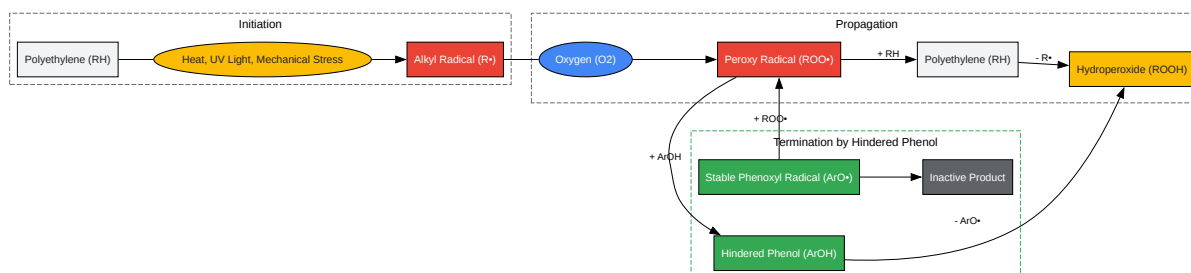 Initiation
Polyethylene (RH)
Heat, UV Light, Mechanical Stress
Alkyl Radical (R•)
Propagation
Oxygen (O2)
Peroxy Radical (ROO•)
+ RH
Polyethylene (RH)
- R•
Hydroperoxide (ROOH)
+ ROO•
Termination by Hindered Phenol
+ ArOH
Stable Phenoxyl Radical (ArO•)
Inactive Product
- ArO•
Hindered Phenol (ArOH)